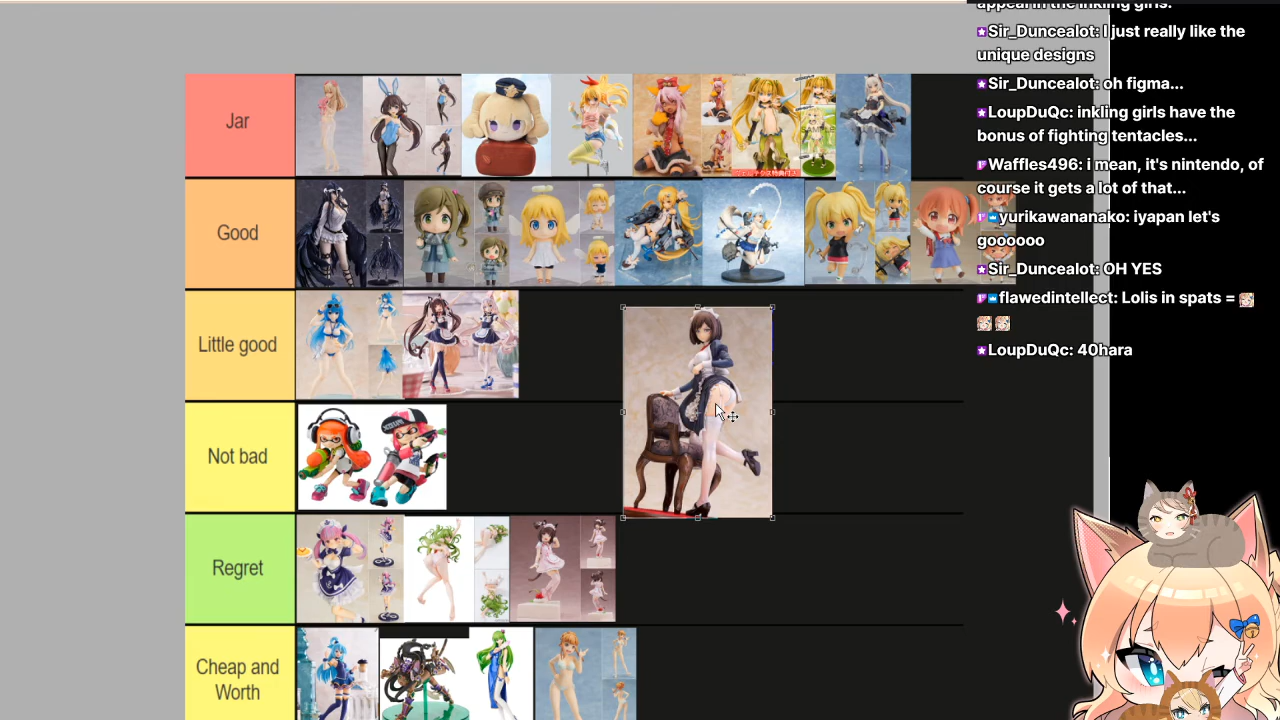 appear in the inkling girls.
Sir_Duncealot: I just really like the
unique designs
Sir_Duncealot: oh figma...
LoupDuQc: inkling girls have the
bonus of fighting tentacles...
Waffles496: i mean, it's nintendo, of
course it gets a lot of that...
yurikawananako: iyapan let's
goooooo
Sir_Duncealot: OH YES
flawedintellect: Lolis in spats =
LoupDuQc: 40hara
Jar
SAMPLE
Good
Little good
Not bad
Regret
Cheap and
Worth